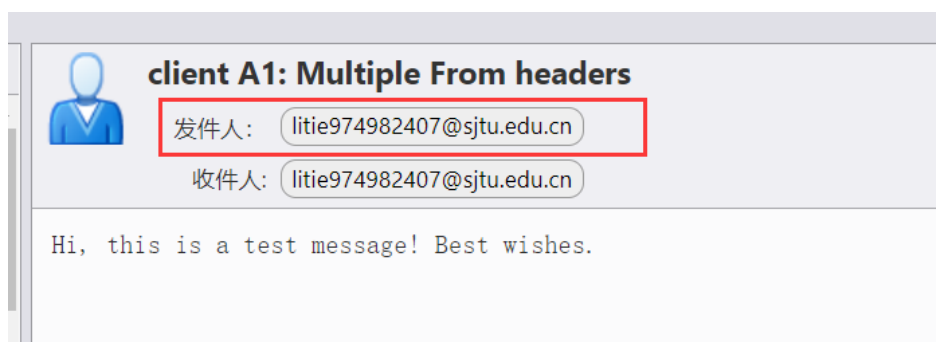 client A1: Multiple From headers
发件人: litie974982407@sjtu.edu.cn
收件人: litie974982407@sjtu.edu.cn
Hi, this is a test message! Best wishes.